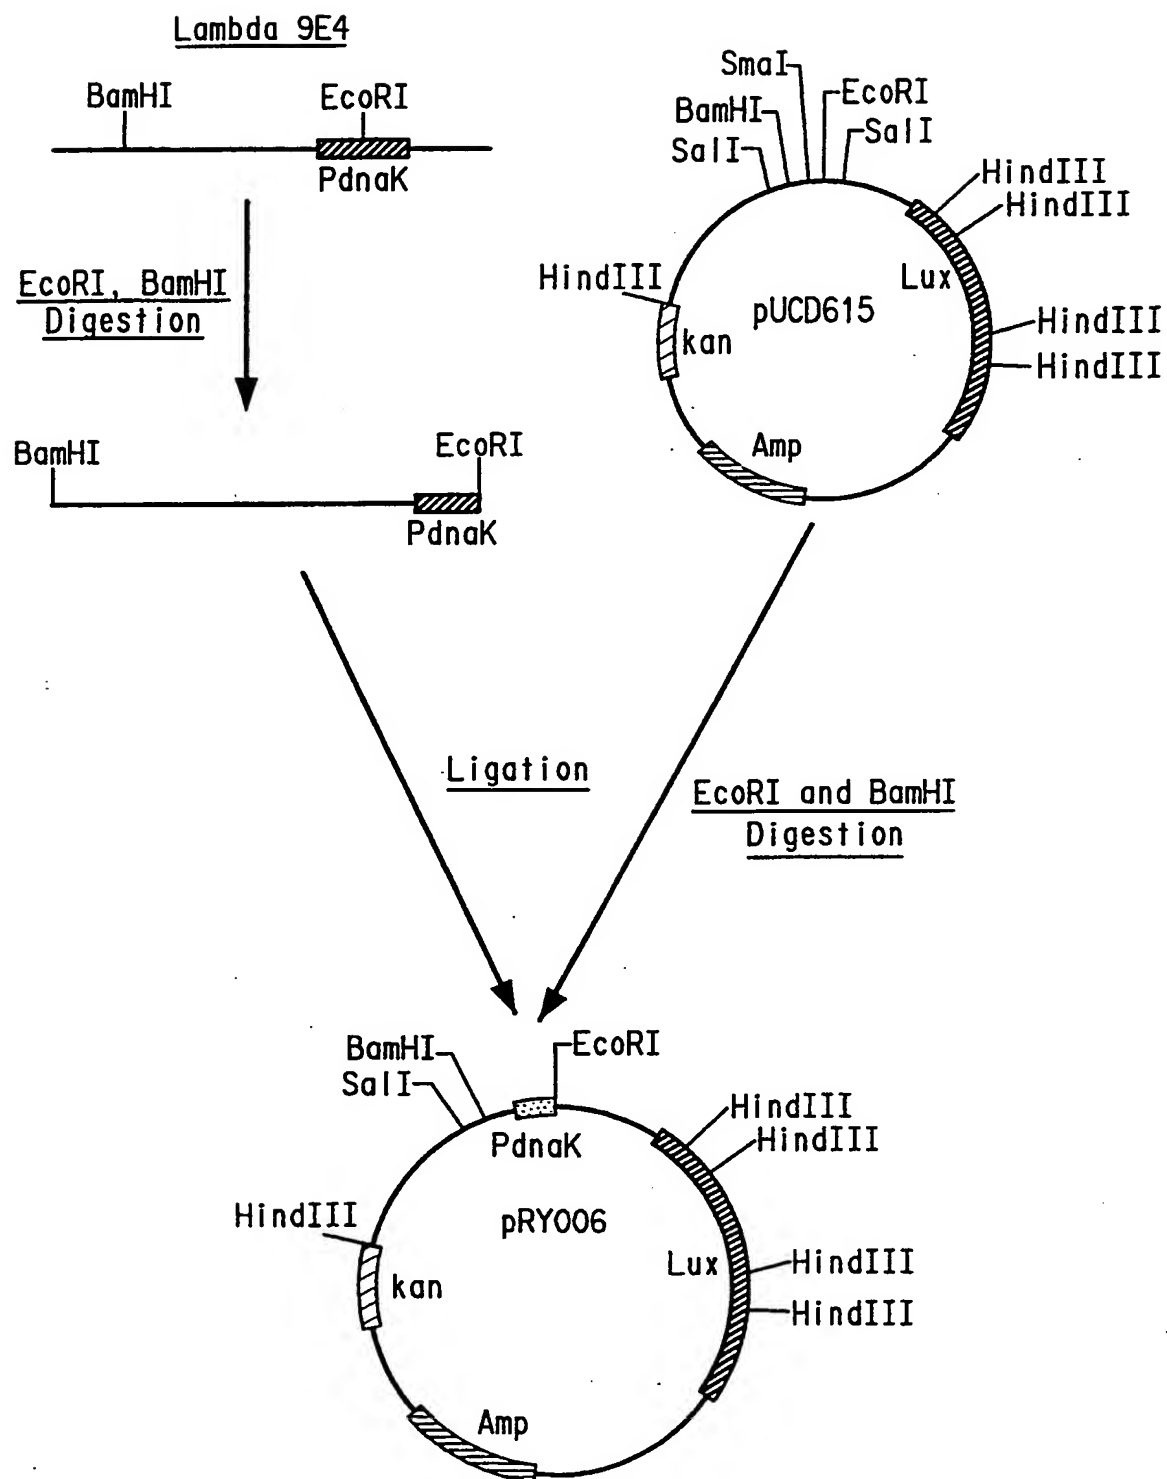 Lambda 9E4
BamHI
EcoRI
PdnaK
EcoRI, BamHI
Digestion
BamHI
EcoRI
PdnaK
SmaI
BamHI
SalI
EcoRI
SalI
HindIII
HindIII
HindIII
Lux
pUCD615
kan
HindIII
HindIII
Amp
Ligation
EcoRI and BamHI
Digestion
BamHI
SalI
EcoRI
PdnaK
HindIII
HindIII
HindIII
pRY006
Lux
kan
HindIII
HindIII
Amp